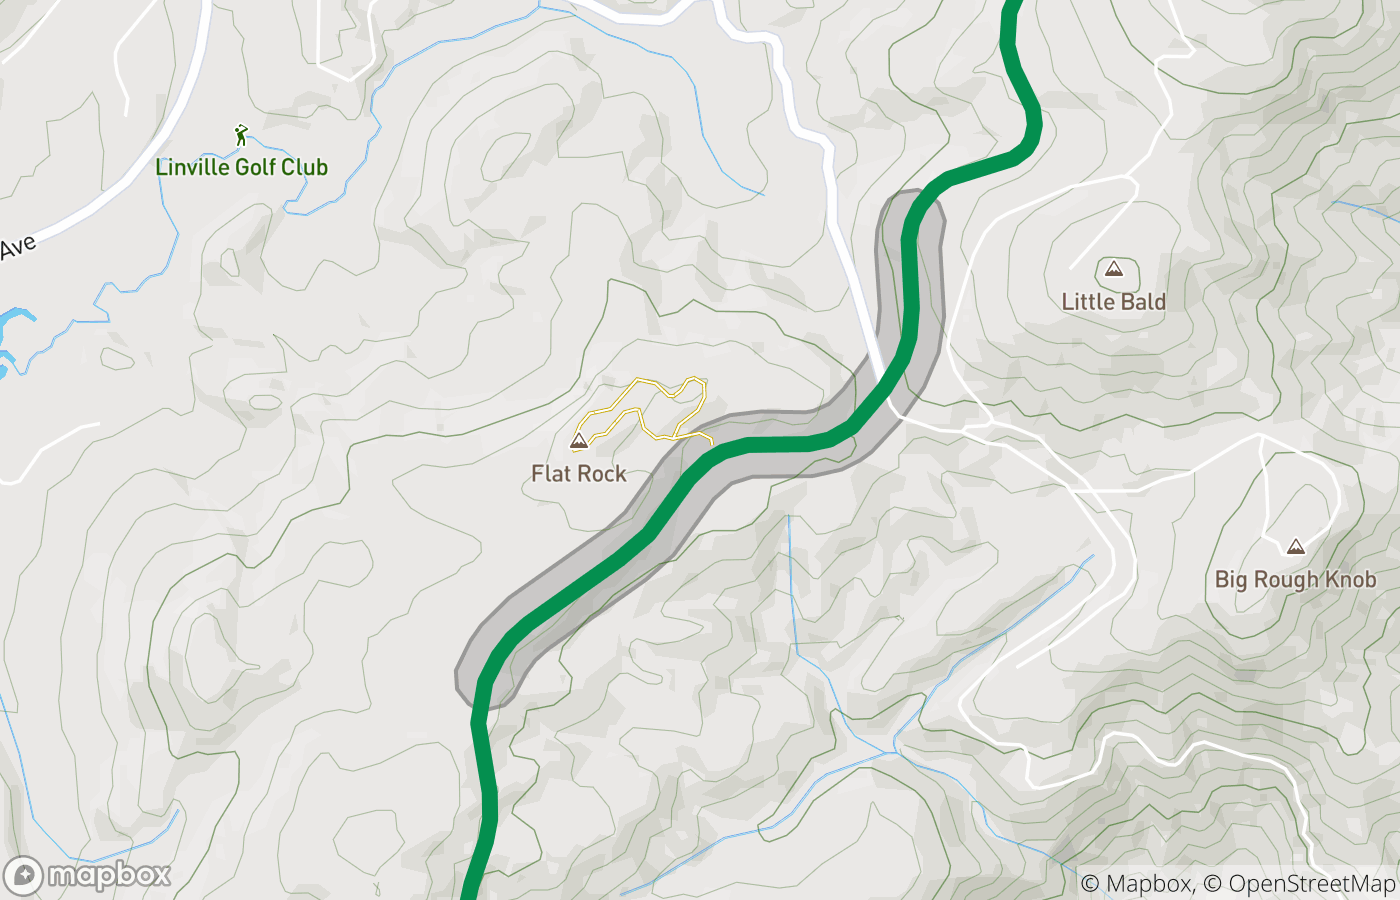 Linville Golf Club
Ave
Little Bald
Flat Rock
Big Rough Knob
mapbox
© Mapbox, © OpenStreetMap